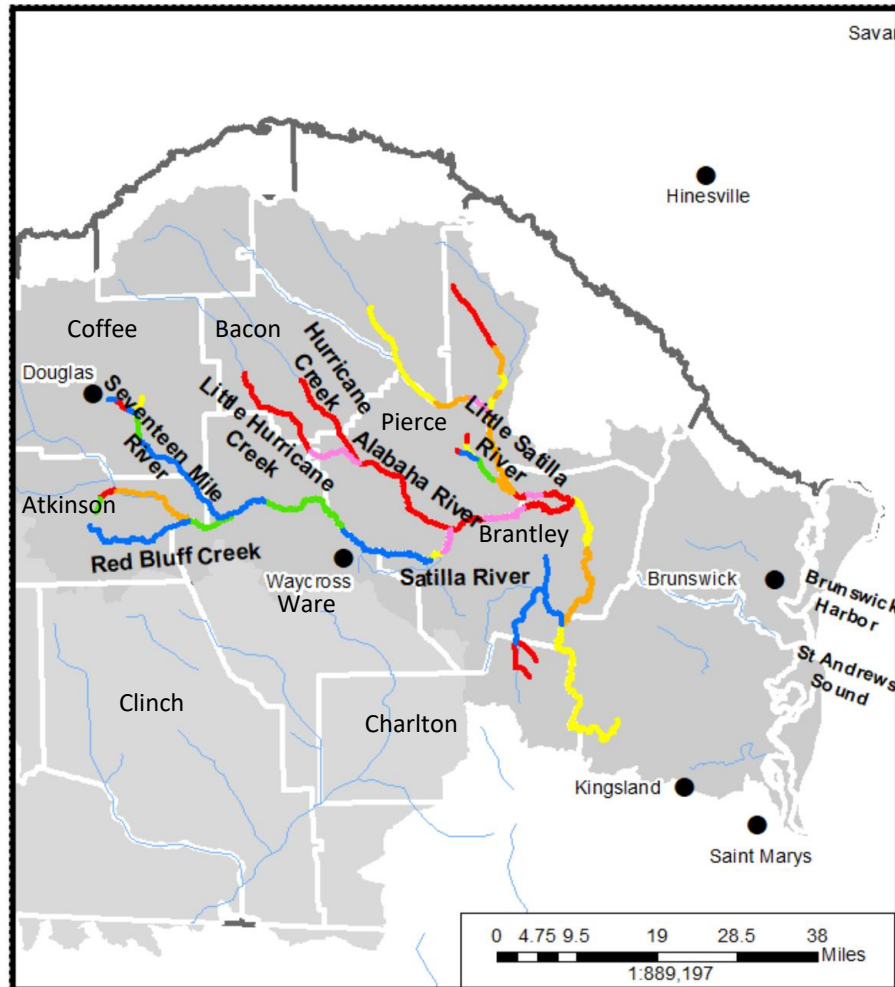 Savar
Hinesville
Coffee
Bacon
Hurricane
Creek
Douglas
Seventeen Mile
River
Little Hurricane
Creek
Pierce
Little Satilla
River
Alabaha River
Atkinson
Brantley
Red Bluff Creek
Satilla River
Waycross
Ware
Brunswick
Brunswick
Harbor
St Andrews
Sound
Clinch
Charlton
Kingsland
Saint Marys
0 4.75 9.5 19 28.5 38
Miles
1:889,197